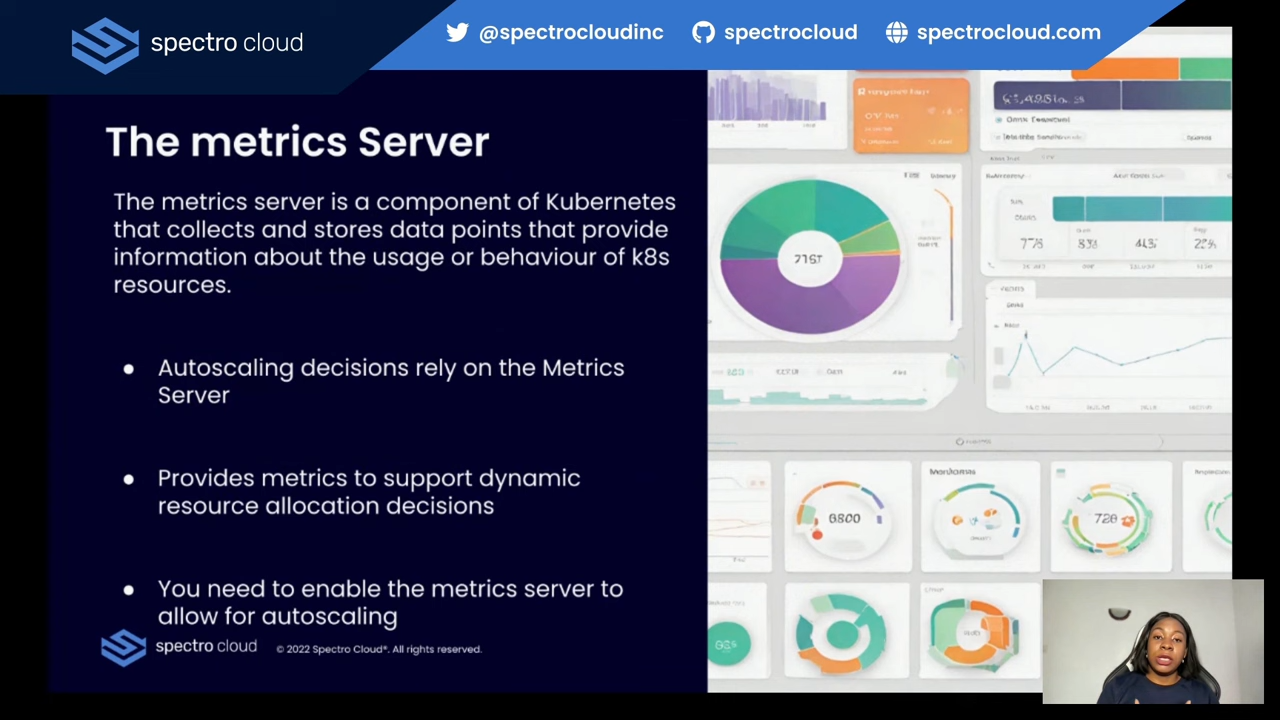 spectro cloud
@spectrocloudinc
spectrocloud
spectrocloud.com
The metrics Server
The metrics server is a component of Kubernetes
that collects and stores data points that provide
information about the usage or behaviour of k8s
resources.
● Autoscaling decisions rely on the Metrics
Server
● Provides metrics to support dynamic
resource allocation decisions
● You need to enable the metrics server to
allow for autoscaling
spectro cloud
© 2022 Spectro Cloud®. All rights reserved.